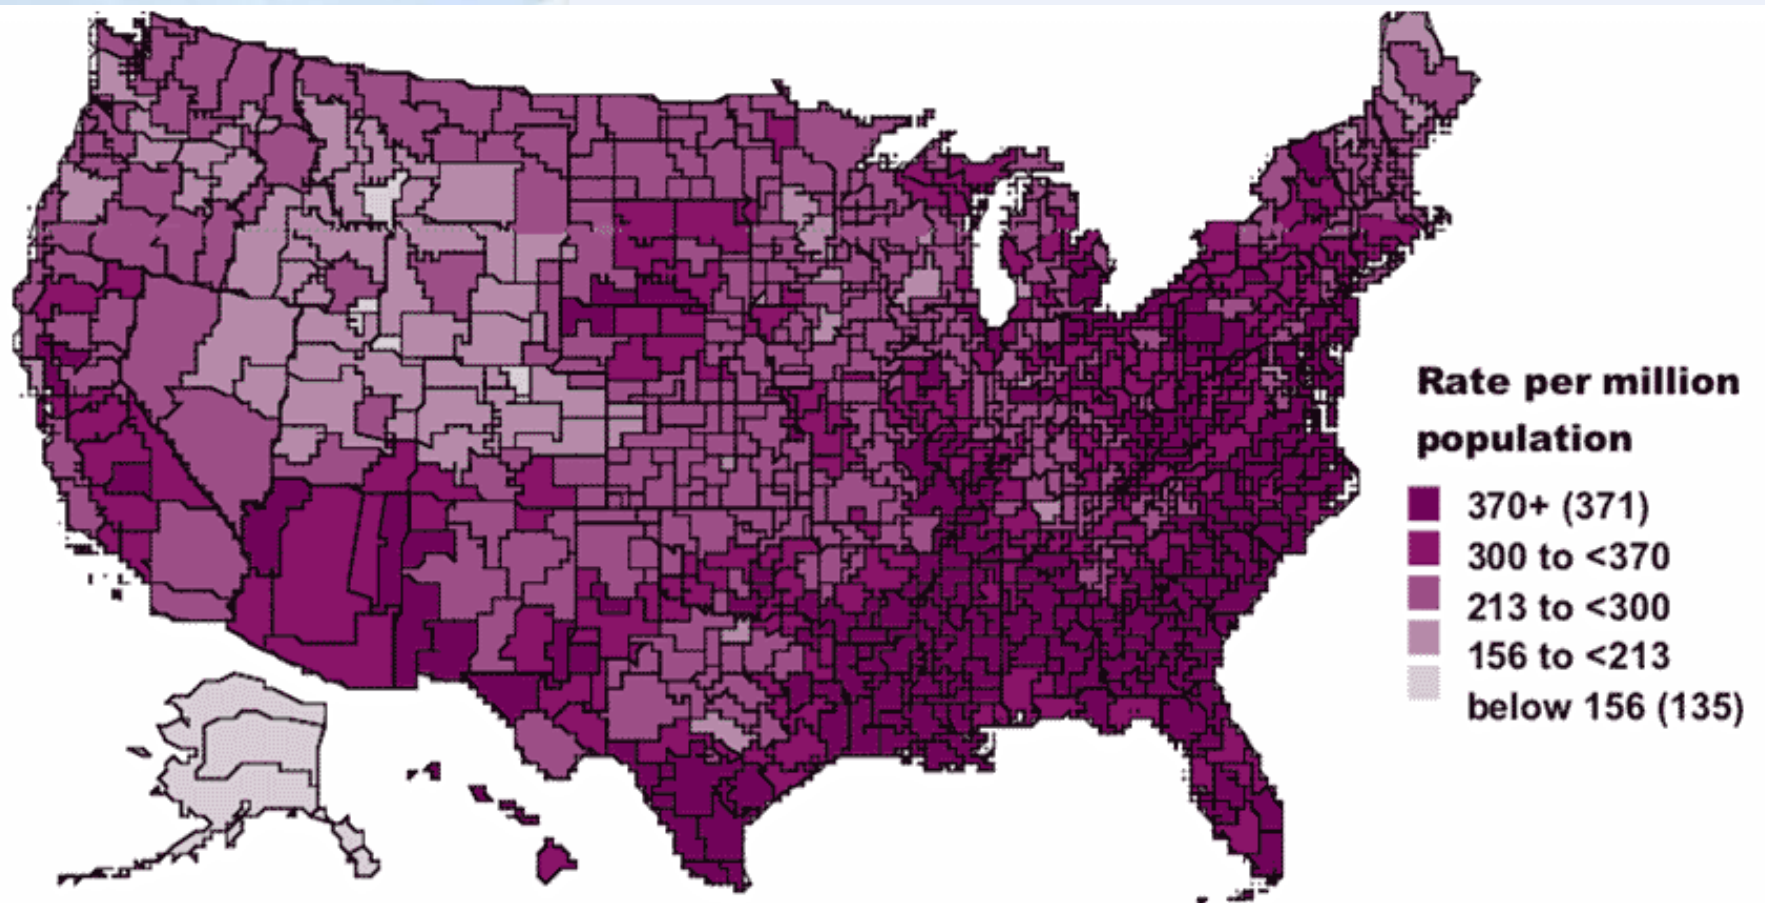 Rate per million
population
370+ (371)
300 to <370
213 to <300
156 to <213
below 156 (135)